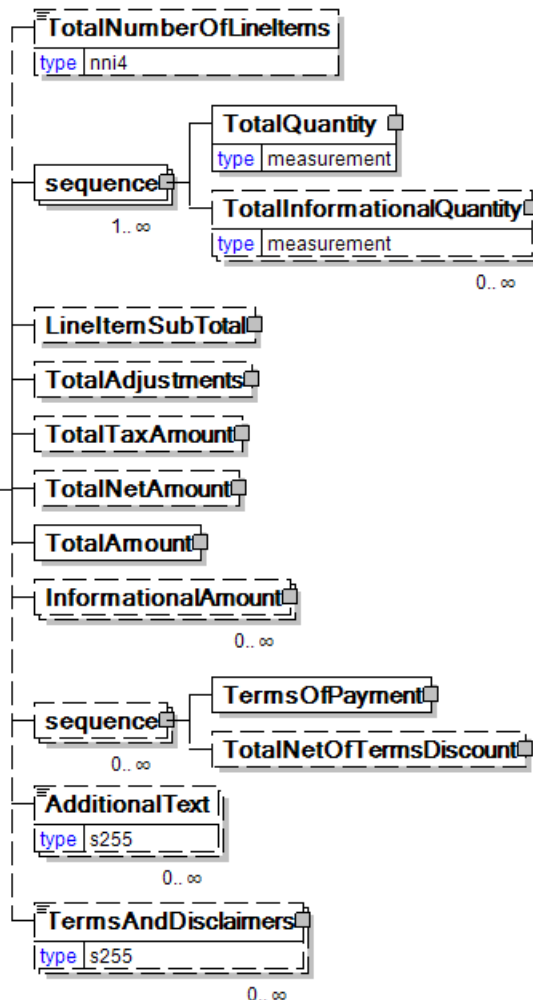 TotalNumberOfLineItems
type nni4
TotalQuantity
type measurement
sequence
1.. ∞
TotalInformationalQuantity
type measurement
0.. ∞
LineItemSubTotal
TotalAdjustments
TotalTaxAmount
TotalNetAmount
TotalAmount
InformationalAmount
0.. ∞
TermsOfPayment
sequence
0.. ∞
TotalNetOfTermsDiscount
AdditionalText
type s255
0.. ∞
TermsAndDisclaimers
type s255
0.. ∞